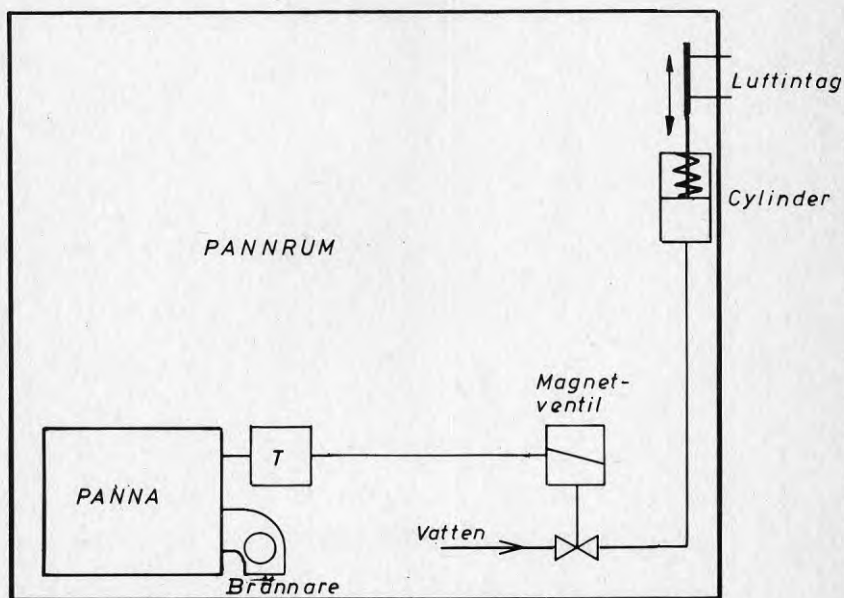 Luftintag
Cylinder
PANNRUM
Magnet-
ventil
T
PANNA
Vatten
Brännare